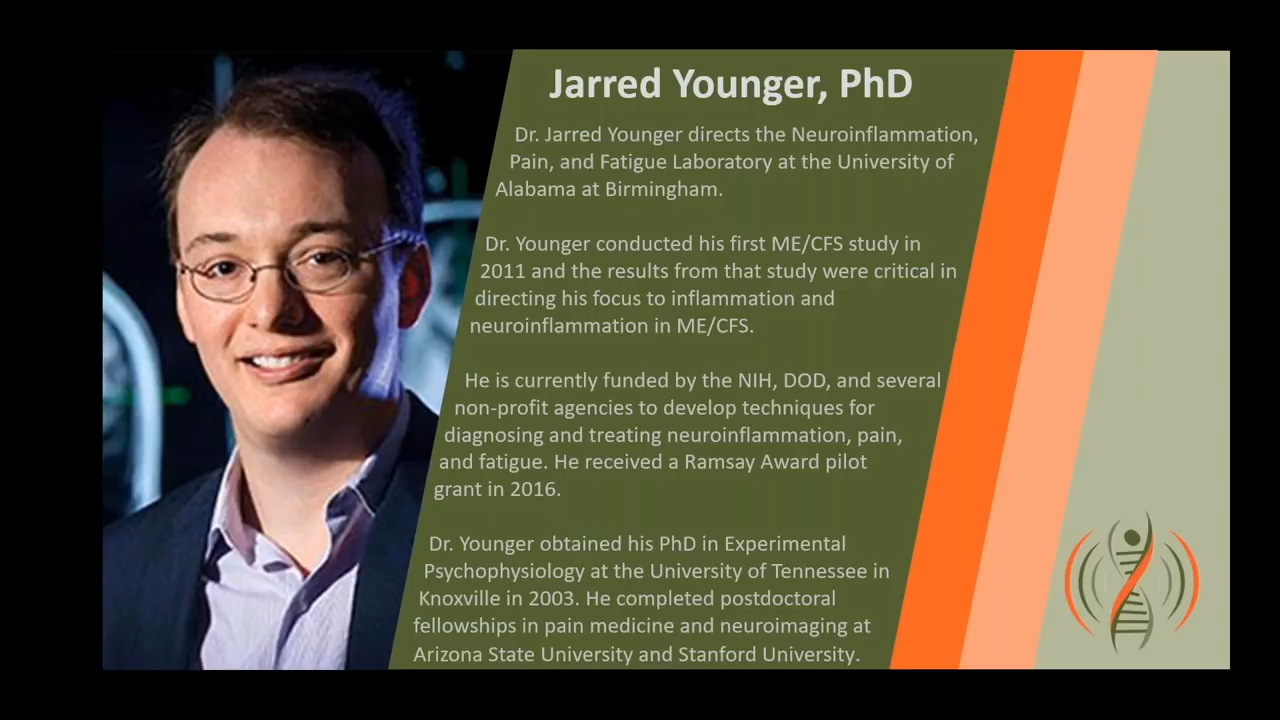 Jarred Younger, PhD
Dr. Jarred Younger directs the Neuroinflammation,
Pain, and Fatigue Laboratory at the University of
Alabama at Birmingham.
Dr. Younger conducted his first ME/CFS study in
2011 and the results from that study were critical in
directing his focus to inflammation and
neuroinflammation in ME/CFS.
He is currently funded by the NIH, DOD, and several
non-profit agencies to develop techniques for
diagnosing and treating neuroinflammation, pain,
and fatigue. He received a Ramsay Award pilot
grant in 2016.
Dr. Younger obtained his PhD in Experimental
Psychophysiology at the University of Tennessee in
Knoxville in 2003. He completed postdoctoral
fellowships in pain medicine and neuroimaging at
Arizona State University and Stanford University.